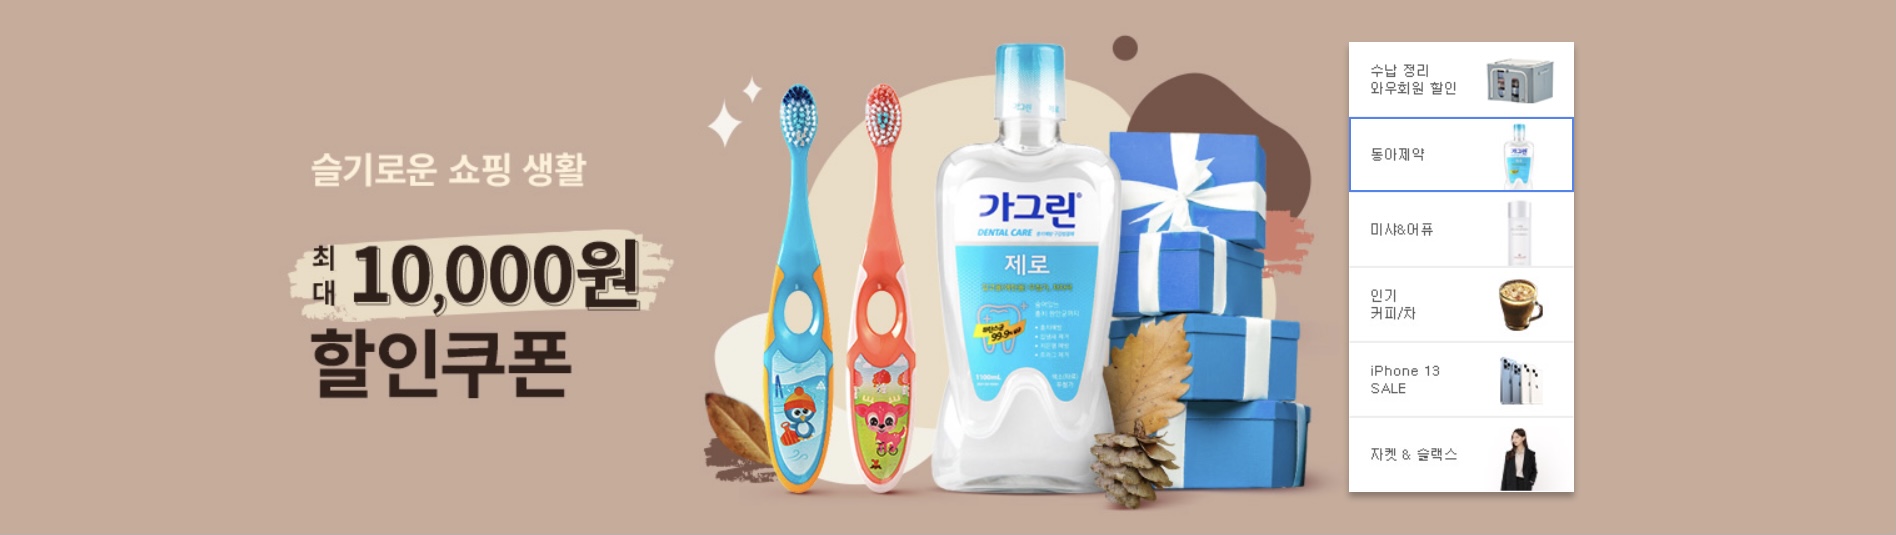 슬기로운 쇼핑 생활
최대 10,000원
할인쿠폰
가그린
DENTAL CARE
제로
99.9%
1100mL
수납 정리
와우회원 할인
동아제약
미샤&어퓨
인기
커피/차
iPhone 13
SALE
자켓 & 슬랙스